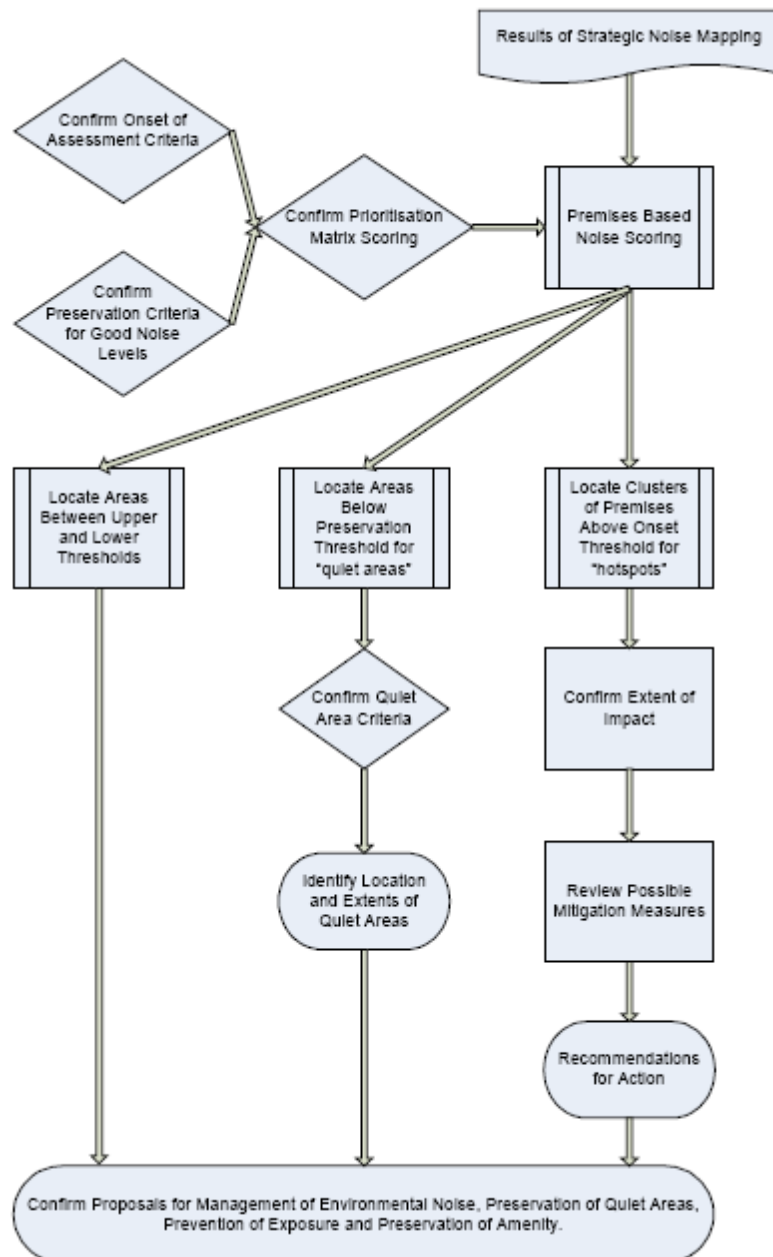 Results of Strategic Noise Mapping
Confirm Onset of
Assessment Criteria
Confirm Prioritisation
Matrix Scoring
Premises Based
Noise Scoring
Confirm
Preservation Criteria
for Good Noise
Levels
Locate Areas
Between Upper
and Lower
Thresholds
Locate Areas
Below
Preservation
Threshold for
"quiet areas"
Locate Clusters
of Premises
Above Onset
Threshold for
"hotspots"
Confirm Quiet
Area Criteria
Confirm Extent of
Impact
Identify Location
and Extents of
Quiet Areas
Review Possible
Mitigation Measures
Recommendations
for Action
Confirm Proposals for Management of Environmental Noise, Preservation of Quiet Areas,
Prevention of Exposure and Preservation of Amenity.